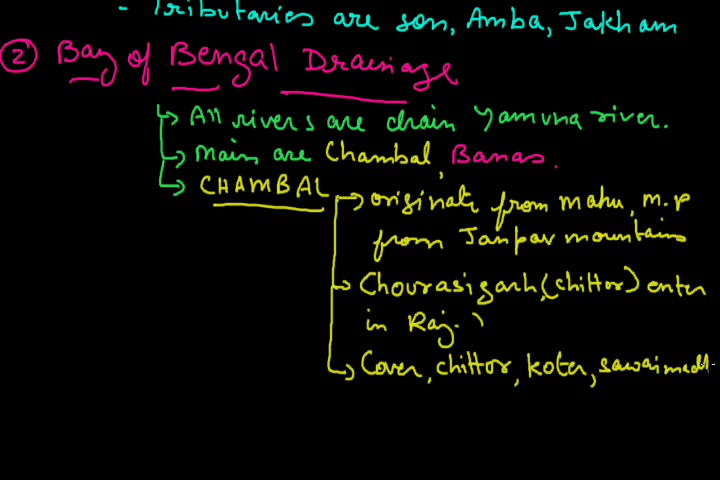 - Tributaries are son, Amba, Jakham
② Bay of Bengal Drainage
↳ All rivers are chain Yamuna river.
↳ Main are Chambal, Banas.
↳ CHAMBAL
↳ originate from Mahu, M.P
from Janpav mountains
↳ Chourasigarh, (chittor) enter
in Raj.
↳ Cover, chittor, kota, sawaimadh